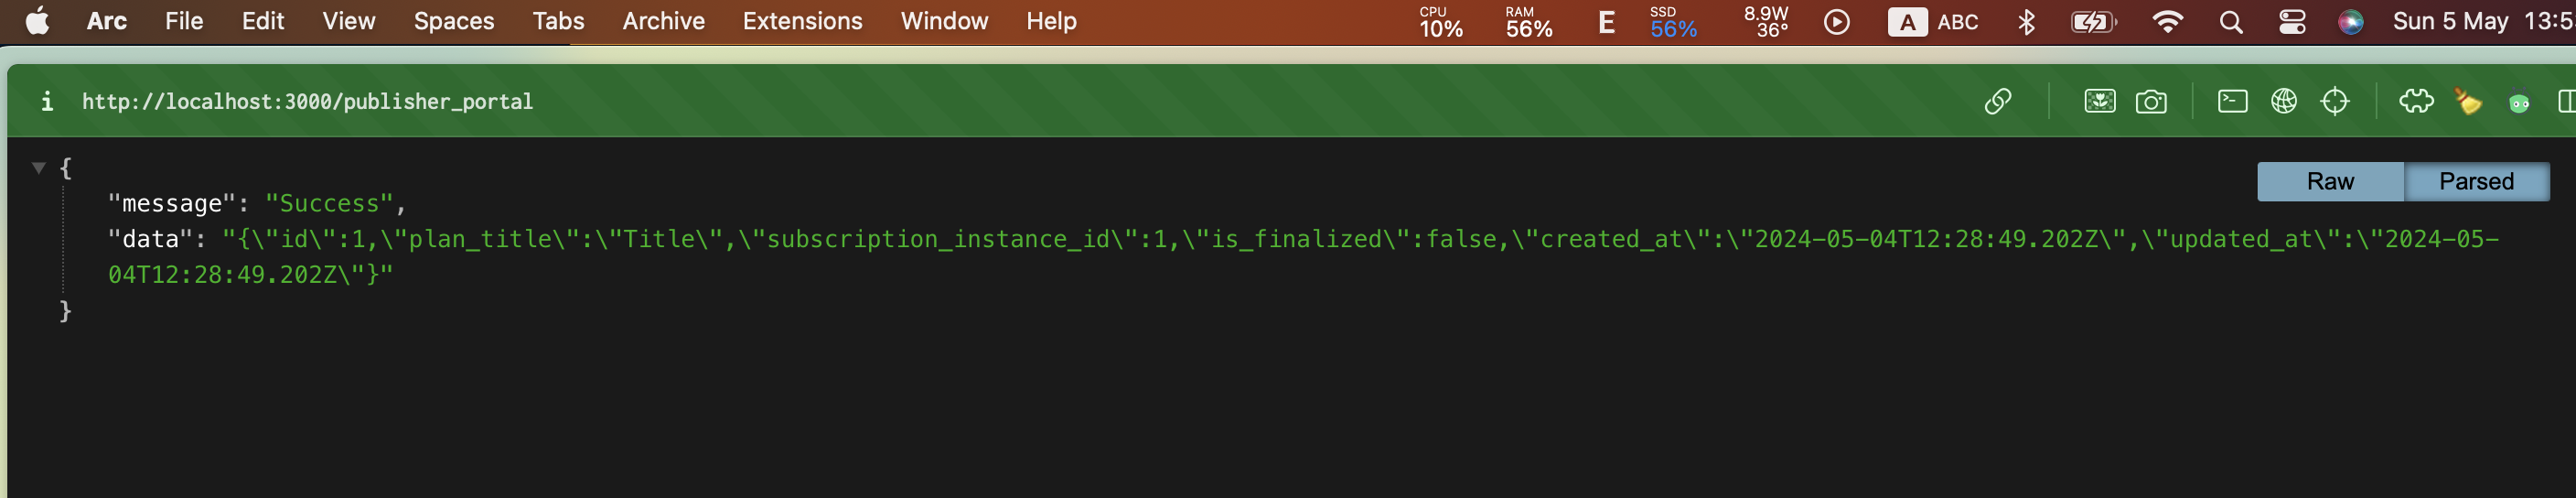 Arc File Edit View Spaces Tabs Archive Extensions Window Help CPU 10% RAM 56% E SSD 56% 8.9W 36° A ABC Sun 5 May 13:5
i http://localhost:3000/publisher_portal
{
Raw Parsed
"message": "Success",
"data": "{\"id\":1,\"plan_title\":\"Title\",\"subscription_instance_id\":1,\"is_finalized\":false,\"created_at\":\"2024-05-04T12:28:49.202Z\",\"updated_at\":\"2024-05-
04T12:28:49.202Z\"}"
}